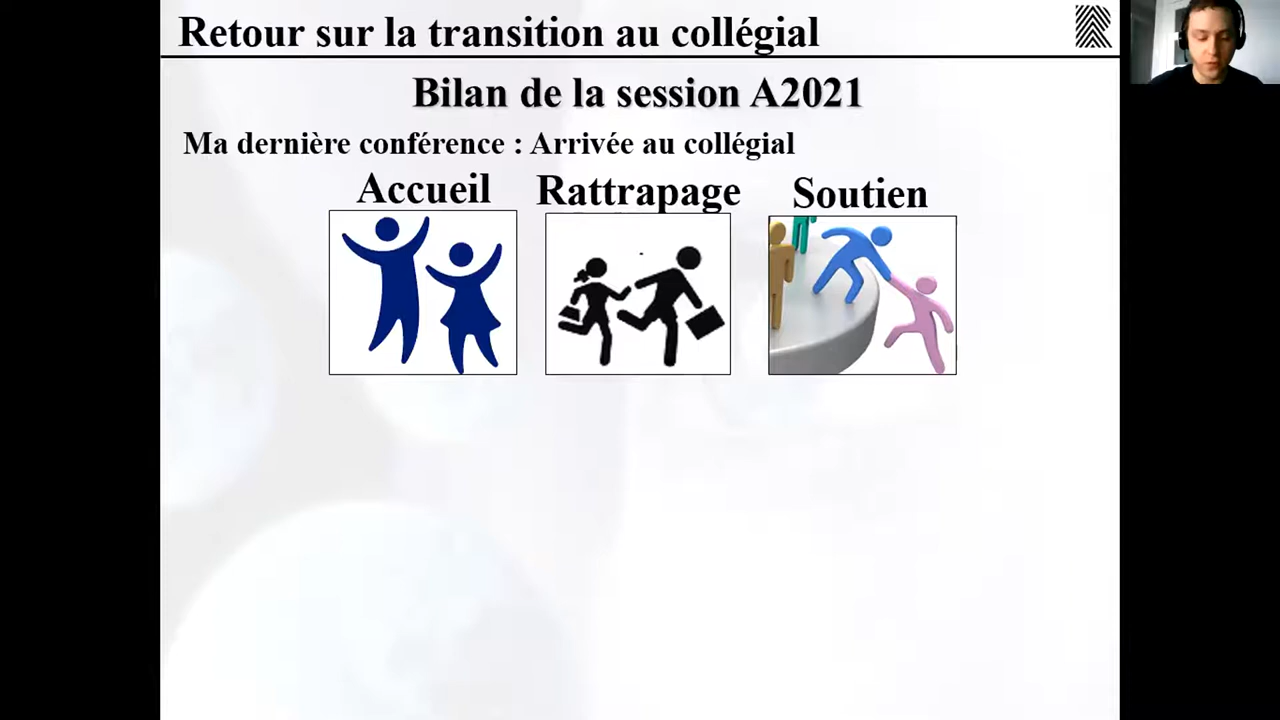 Retour sur la transition au collégial
Bilan de la session A2021
Ma dernière conférence : Arrivée au collégial
Accueil Rattrapage Soutien